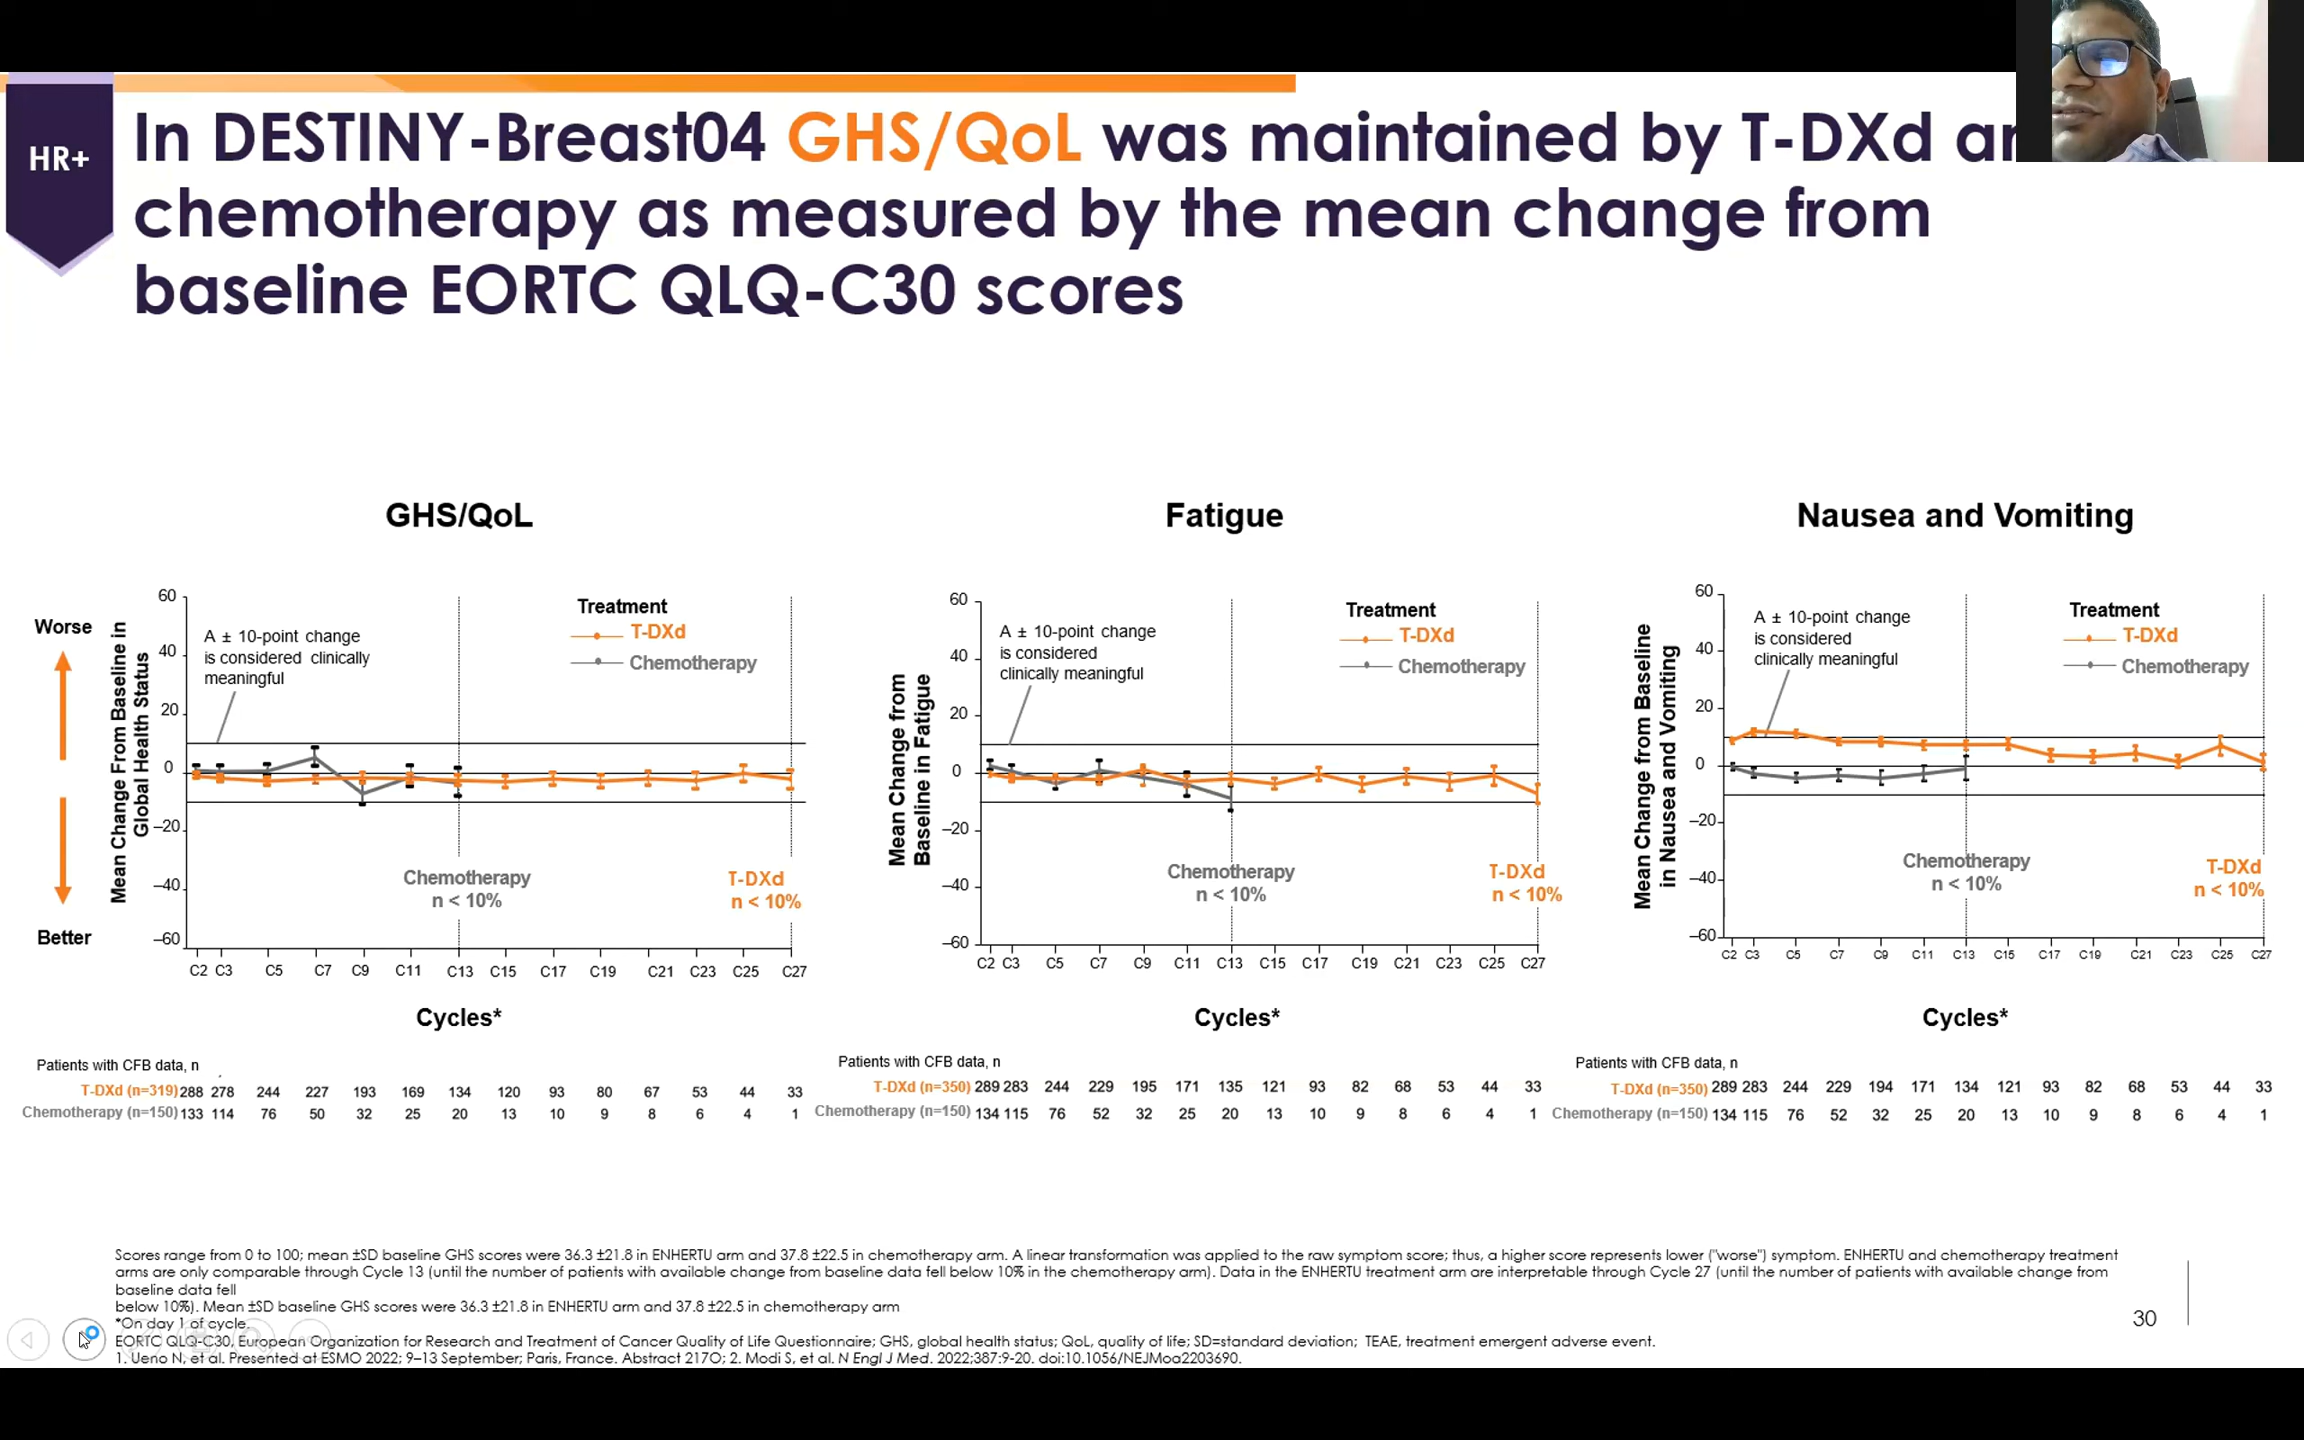 HR+
In DESTINY-Breast04 GHS/QoL was maintained by T-DXd
chemotherapy as measured by the mean change from
baseline EORTC QLQ-C30 scores
GHS/QoL
Worse
Better
Mean Change From Baseline in
Global Health Status
60
40
20
0
–20
–40
–60
A ± 10-point change
is considered clinically
meaningful
Treatment
T-DXd
Chemotherapy
Chemotherapy
n < 10%
T-DXd
n < 10%
C2 C3 C5 C7 C9 C11 C13 C15 C17 C19 C21 C23 C25 C27
Cycles*
Patients with CFB data, n
T-DXd (n=319) 288 278 244 227 193 169 134 120 93 80 67 53 44 33
Chemotherapy (n=150) 133 114 76 50 32 25 20 13 10 9 8 6 4 1
Fatigue
Mean Change from
Baseline in Fatigue
60
40
20
0
–20
–40
–60
A ± 10-point change
is considered
clinically meaningful
Treatment
T-DXd
Chemotherapy
Chemotherapy
n < 10%
T-DXd
n < 10%
C2 C3 C5 C7 C9 C11 C13 C15 C17 C19 C21 C23 C25 C27
Cycles*
Patients with CFB data, n
T-DXd (n=350) 289 283 244 229 195 171 135 121 93 82 68 53 44 33
Chemotherapy (n=150) 134 115 76 52 32 25 20 13 10 9 8 6 4 1
Nausea and Vomiting
Mean Change from Baseline
in Nausea and Vomiting
60
40
20
0
–20
–40
–60
A ± 10-point change
is considered
clinically meaningful
Treatment
T-DXd
Chemotherapy
Chemotherapy
n < 10%
T-DXd
n < 10%
C2 C3 C5 C7 C9 C11 C13 C15 C17 C19 C21 C23 C25 C27
Cycles*
Patients with CFB data, n
T-DXd (n=350) 289 283 244 229 194 171 134 121 93 82 68 53 44 33
Chemotherapy (n=150) 134 115 76 52 32 25 20 13 10 9 8 6 4 1
Scores range from 0 to 100; mean ±SD baseline GHS scores were 36.3 ±21.8 in ENHERTU arm and 37.8 ±22.5 in chemotherapy arm. A linear transformation was applied to the raw symptom score; thus, a higher score represents lower ("worse") symptom. ENHERTU and chemotherapy treatment
arms are only comparable through Cycle 13 (until the number of patients with available change from baseline data fell below 10% in the chemotherapy arm). Data in the ENHERTU treatment arm are interpretable through Cycle 27 (until the number of patients with available change from
baseline data fell
below 10%). Mean ±SD baseline GHS scores were 36.3 ±21.8 in ENHERTU arm and 37.8 ±22.5 in chemotherapy arm
*On day 1 of cycle.
EORTC QLQ-C30, European Organization for Research and Treatment of Cancer Quality of Life Questionnaire; GHS, global health status; QoL, quality of life; SD=standard deviation; TEAE, treatment emergent adverse event.
1. Ueno N, et al. Presented at ESMO 2022; 9–13 September; Paris, France. Abstract 217O; 2. Modi S, et al. N Engl J Med. 2022;387:9-20. doi:10.1056/NEJMoa2203690.
30